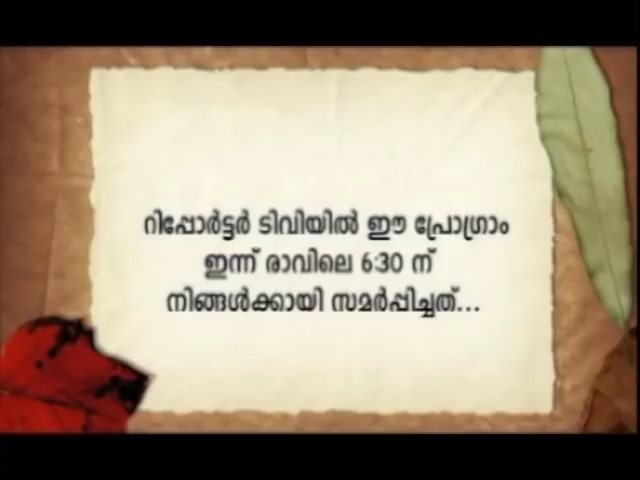 റിപ്പോർട്ടർ ടിവിയിൽ ഈ പ്രോഗ്രാം
ഇന്ന് രാവിലെ 6:30 ന്
നിങ്ങൾക്കായി സമർപ്പിച്ചത്...